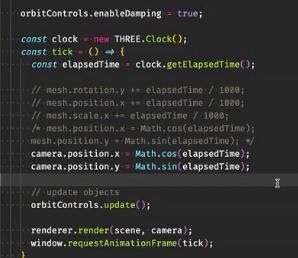 orbitControls.enableDamping = true;
const clock = new THREE.Clock();
const tick = () => {
const elapsedTime = clock.getElapsedTime();
// mesh.rotation.y += elapsedTime / 1000;
// mesh.position.x += elapsedTime / 1000;
// mesh.scale.x += elapsedTime / 1000;
/* mesh.position.x = Math.cos(elapsedTime);
mesh.position.y = Math.sin(elapsedTime); */
camera.position.x = Math.cos(elapsedTime);
camera.position.y = Math.sin(elapsedTime);
// update objects
orbitControls.update();
renderer.render(scene, camera);
window.requestAnimationFrame(tick);
}